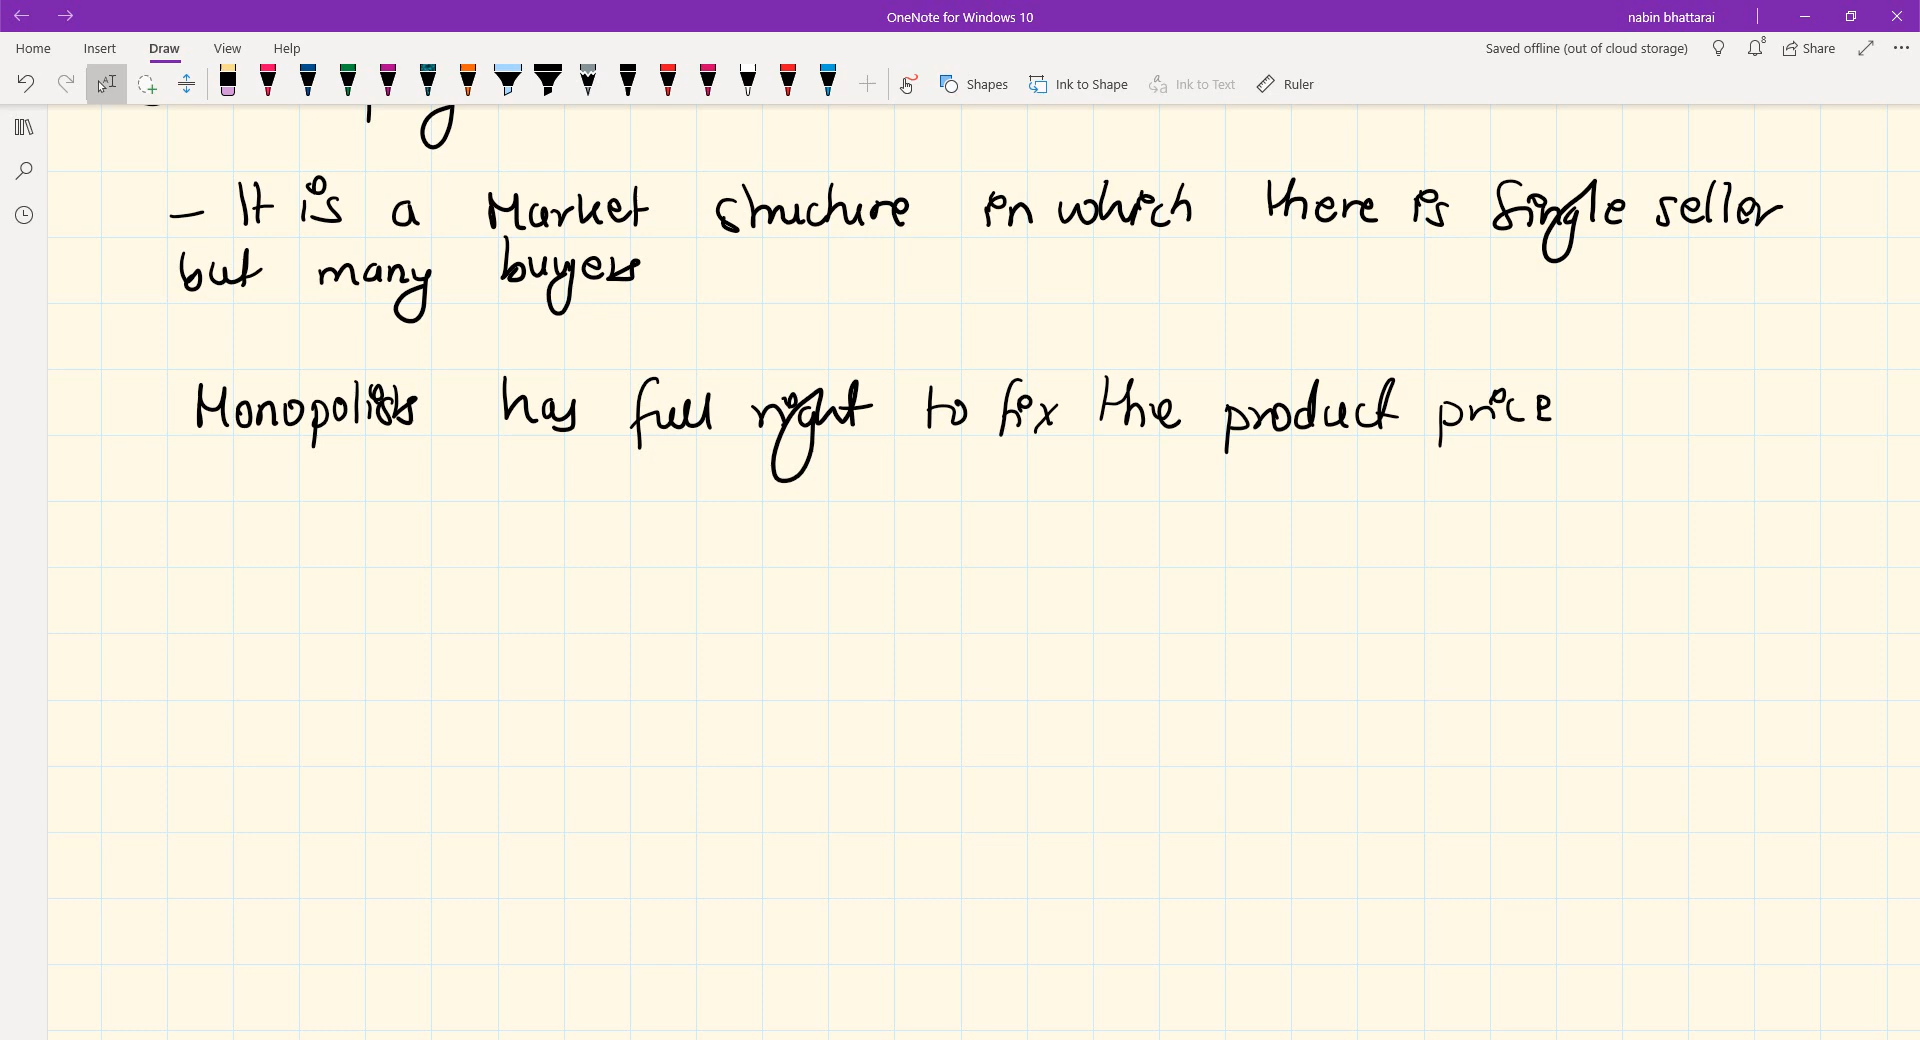 OneNote for Windows 10
nabin bhattarai
Home Insert Draw View Help
Saved offline (out of cloud storage)
8
Share
Shapes
Ink to Shape
Ink to Text
Ruler
- It is a Market structure in which there is single seller
but many buyers
Monopolists has full right to fix the product price